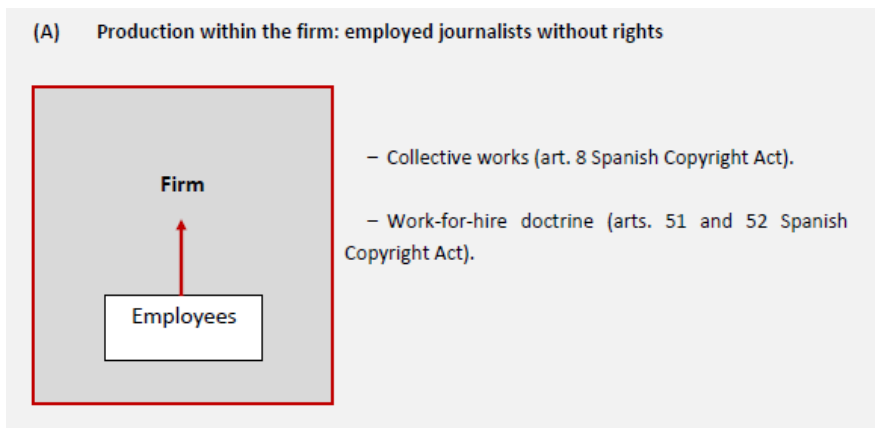 (A) Production within the firm: employed journalists without rights
Firm
Employees
– Collective works (art. 8 Spanish Copyright Act).
– Work-for-hire doctrine (arts. 51 and 52 Spanish
Copyright Act).